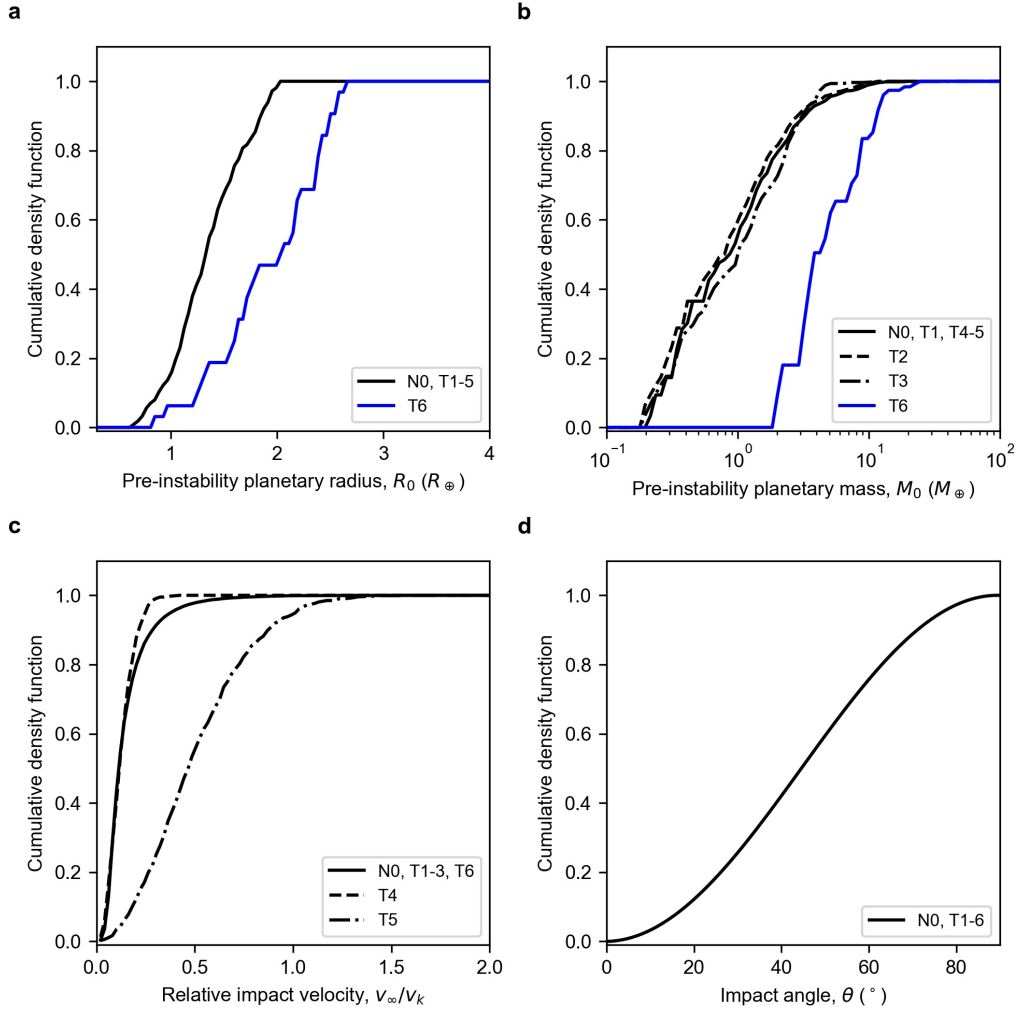 a
1.0
0.8
0.6
0.4
0.2
0.0
Cumulative density function
1
2
3
4
Pre-instability planetary radius, R₀ (R⊕)
N0, T1-5
T6
b
1.0
0.8
0.6
0.4
0.2
0.0
Cumulative density function
10⁻¹
10⁰
10¹
10²
Pre-instability planetary mass, M₀ (M⊕)
N0, T1, T4-5
T2
T3
T6
c
1.0
0.8
0.6
0.4
0.2
0.0
Cumulative density function
0.0
0.5
1.0
1.5
2.0
Relative impact velocity, v∞/vₖ
N0, T1-3, T6
T4
T5
d
1.0
0.8
0.6
0.4
0.2
0.0
Cumulative density function
0
20
40
60
80
Impact angle, θ (°)
N0, T1-6